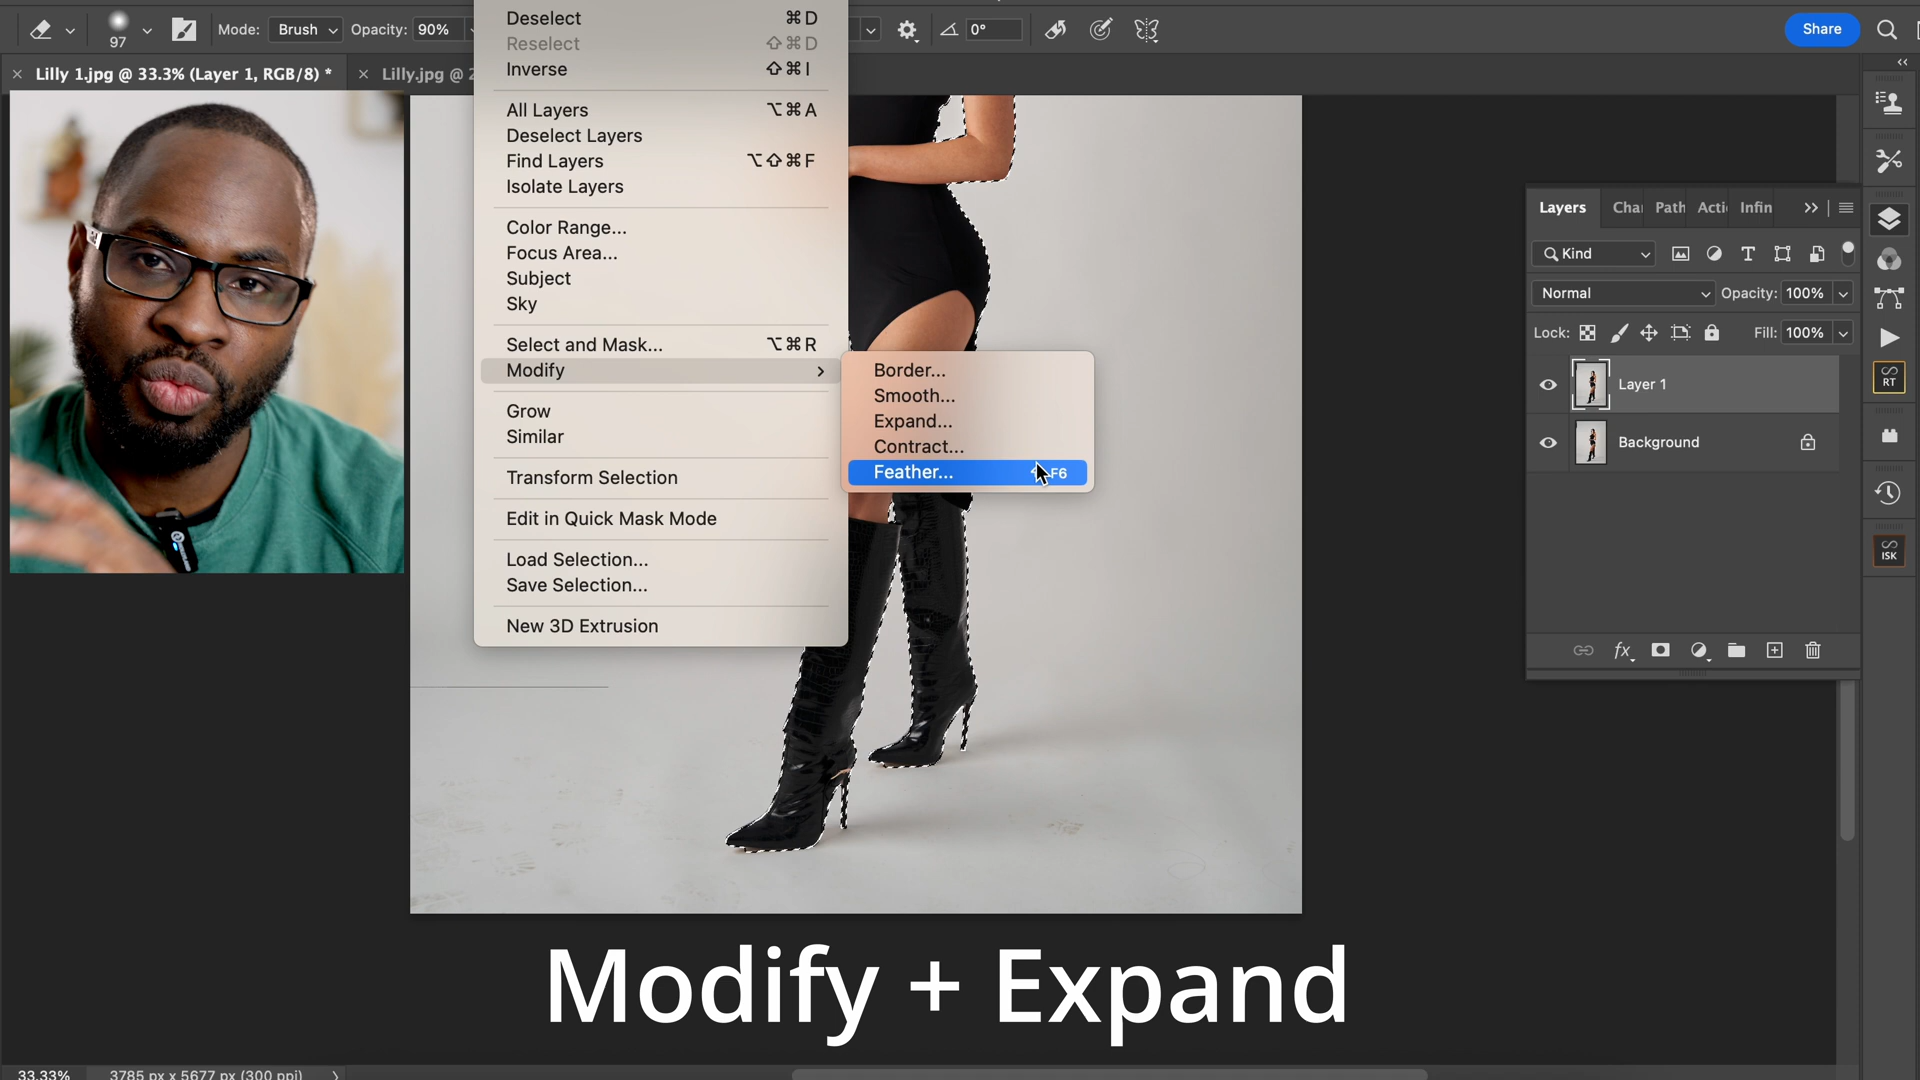 97
Mode: Brush
Opacity: 90%
0°
Share
Lilly 1.jpg @ 33.3% (Layer 1, RGB/8) *
Lilly.jpg @ 2
Deselect ⌘D
Reselect ⇧⌘D
Inverse ⇧⌘I
All Layers ⌥⌘A
Deselect Layers
Find Layers ⌥⇧⌘F
Isolate Layers
Color Range...
Focus Area...
Subject
Sky
Select and Mask... ⌥⌘R
Modify
Grow
Similar
Transform Selection
Edit in Quick Mask Mode
Load Selection...
Save Selection...
New 3D Extrusion
Border...
Smooth...
Expand...
Contract...
Feather... F6
Layers Cha Path Acti Infin
Kind
Normal Opacity: 100%
Lock: Fill: 100%
Layer 1
Background
fx
RT
ISK
Modify + Expand
33.33% 3785 px x 5677 px (300 ppi)